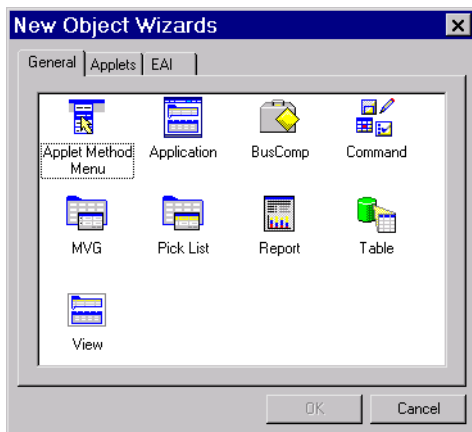 New Object Wizards
General Applets EAI
Applet Method Menu Application BusComp Command
MVG Pick List Report Table
View
OK Cancel